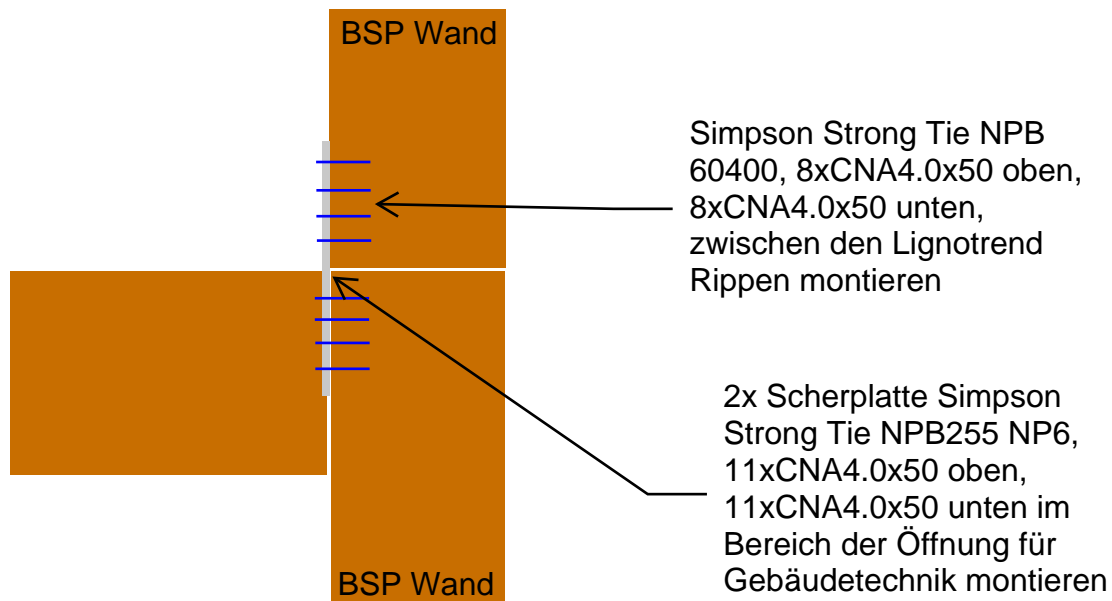 BSP Wand
Simpson Strong Tie NPB
60400, 8xCNA4.0x50 oben,
8xCNA4.0x50 unten,
zwischen den Lignotrend
Rippen montieren
2x Scherplatte Simpson
Strong Tie NPB255 NP6,
11xCNA4.0x50 oben,
11xCNA4.0x50 unten im
Bereich der Öffnung für
Gebäudetechnik montieren
BSP Wand